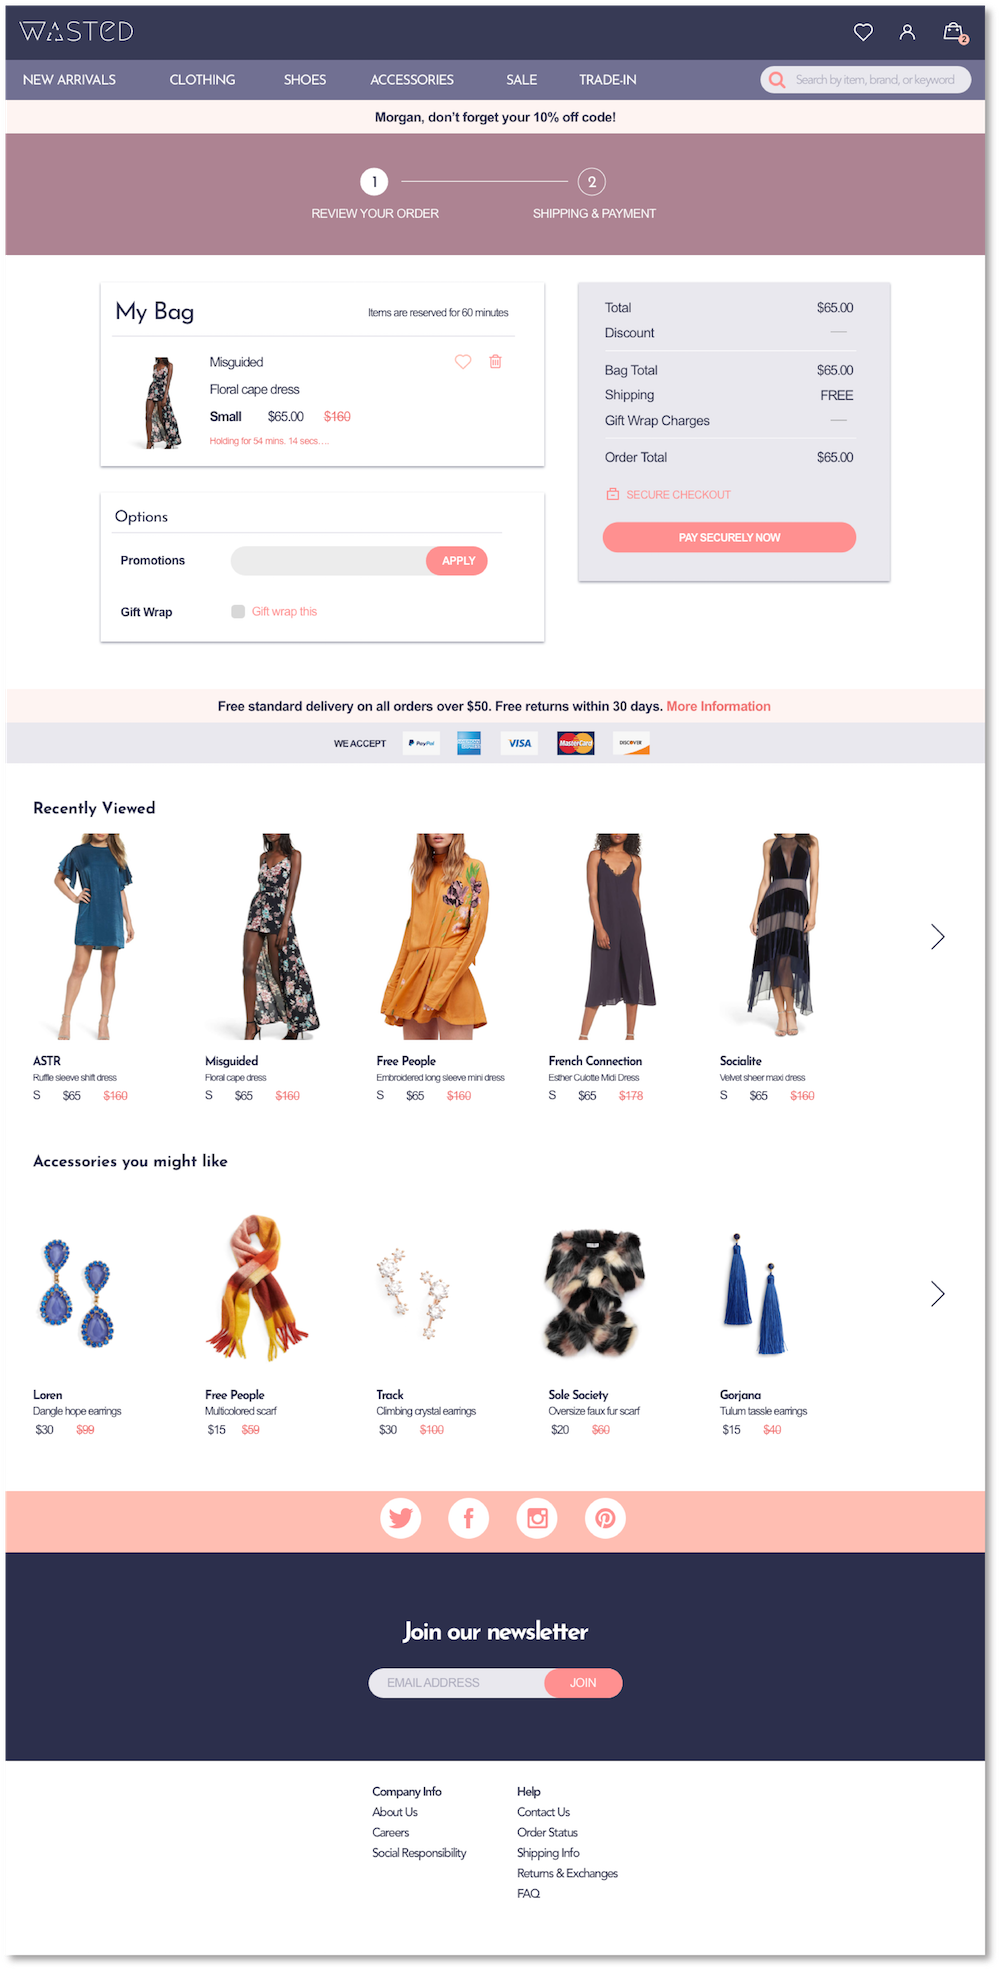 WASTED
2
NEW ARRIVALS CLOTHING SHOES ACCESSORIES SALE TRADE-IN Search by item, brand, or keyword
Morgan, don't forget your 10% off code!
1 2
REVIEW YOUR ORDER SHIPPING & PAYMENT
My Bag Items are reserved for 60 minutes
Misguided
Floral cape dress
Small $65.00 $160
Holding for 54 mins. 14 secs....
Options
Promotions APPLY
Gift Wrap Gift wrap this
Total $65.00
Discount —
Bag Total $65.00
Shipping FREE
Gift Wrap Charges —
Order Total $65.00
SECURE CHECKOUT
PAY SECURELY NOW
Free standard delivery on all orders over $50. Free returns within 30 days. More Information
WE ACCEPT PayPal AMERICAN EXPRESS VISA MasterCard DISCOVER
Recently Viewed
ASTR Misguided Free People French Connection Socialite
Ruffle sleeve shift dress Floral cape dress Embroidered long sleeve mini dress Esther Culotte Midi Dress Velvet sheer maxi dress
S $65 $160 S $65 $160 S $65 $160 S $65 $178 S $65 $160
Accessories you might like
Loren Free People Track Sole Society Gorjana
Dangle hope earrings Multicolored scarf Climbing crystal earrings Oversize faux fur scarf Tulum tassle earrings
$30 $99 $15 $59 $30 $100 $20 $60 $15 $40
Join our newsletter
EMAIL ADDRESS JOIN
Company Info Help
About Us Contact Us
Careers Order Status
Social Responsibility Shipping Info
Returns & Exchanges
FAQ